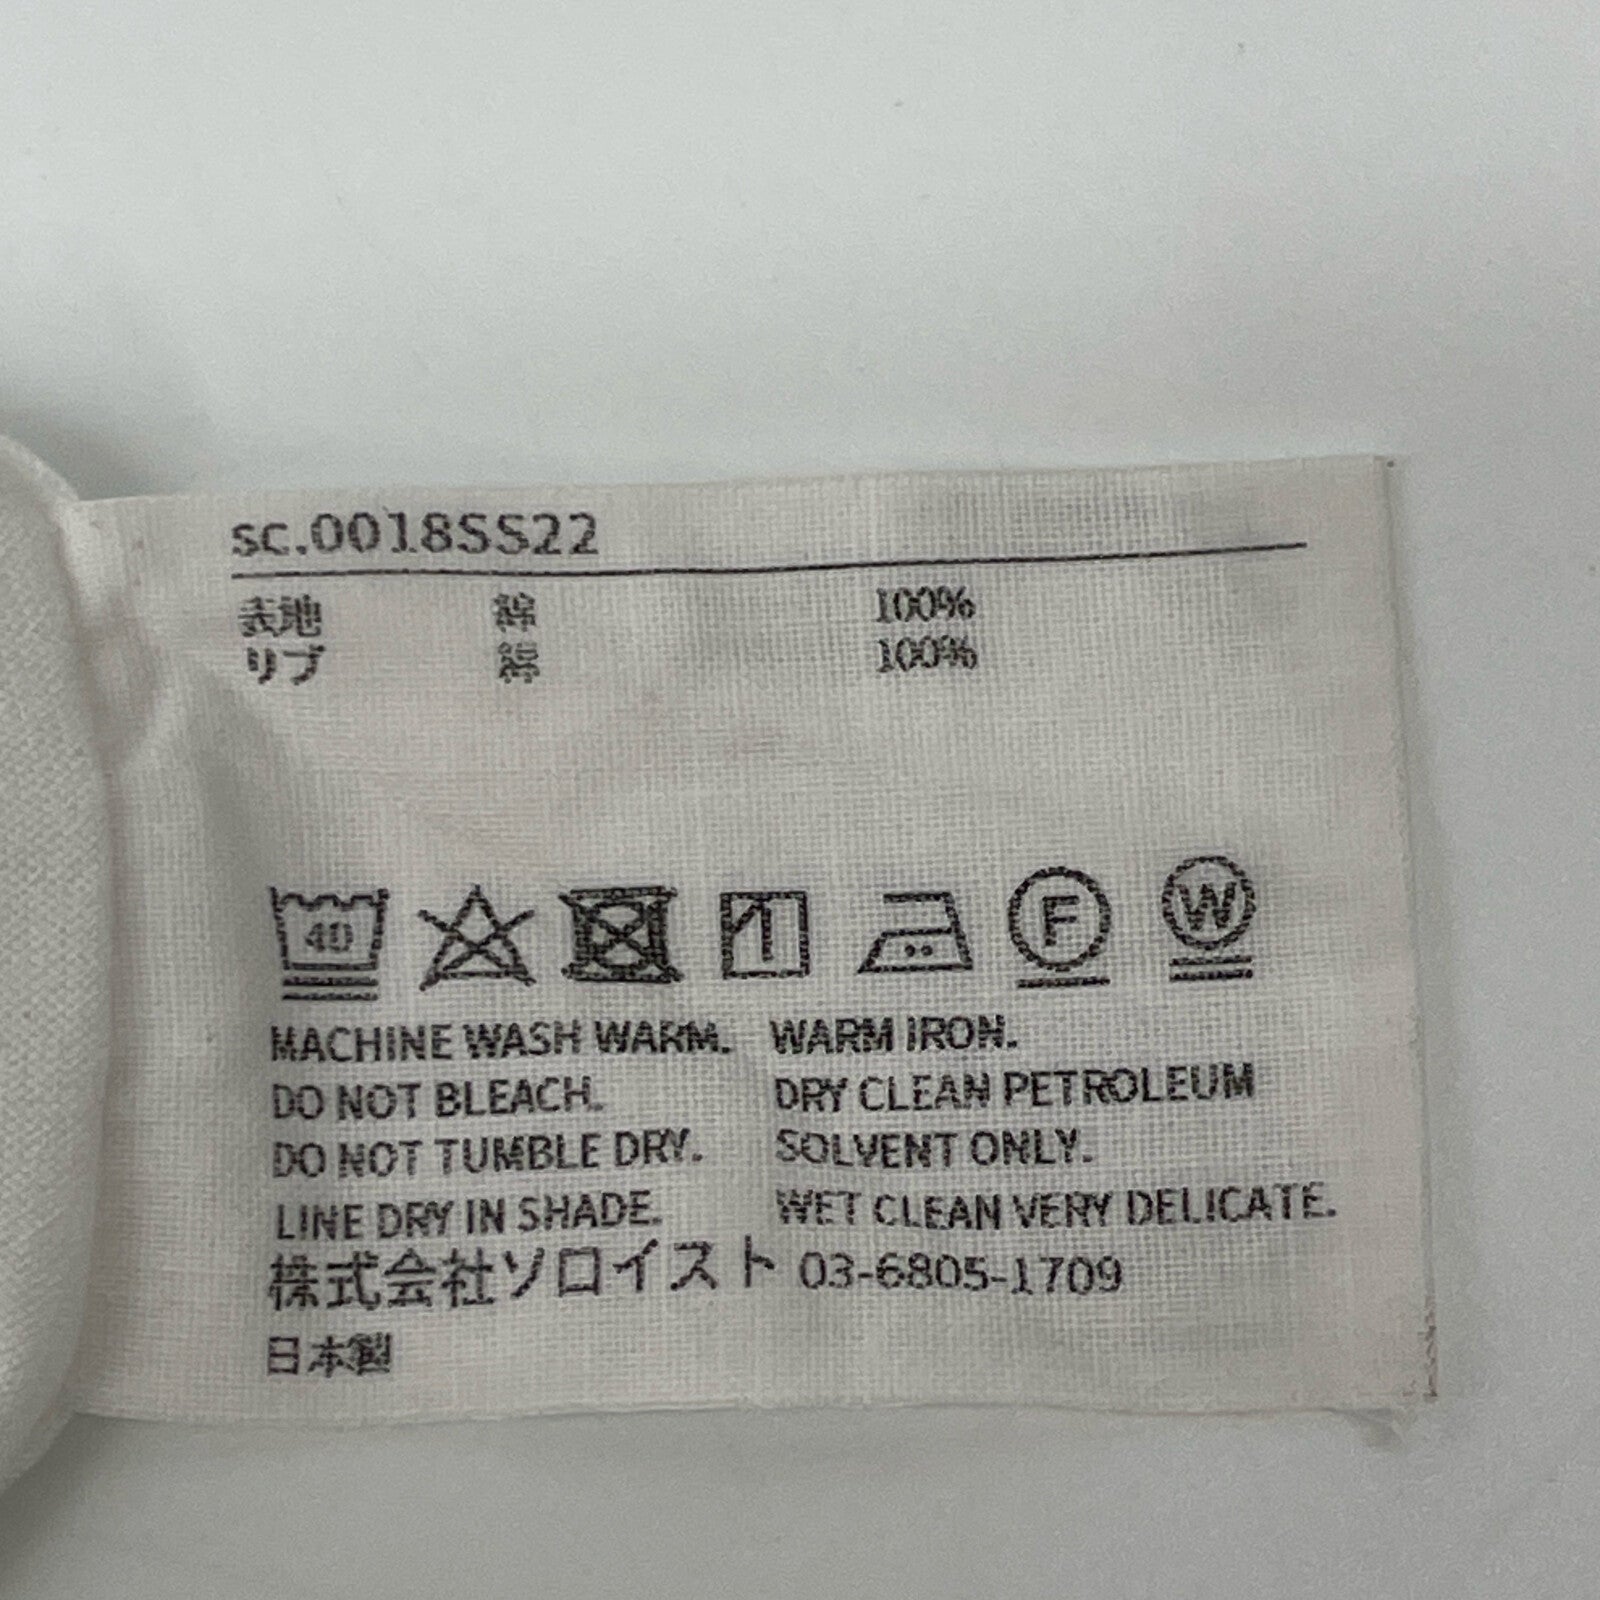 sc.0018SS22
表地 綿 100%
リブ 綿 100%
40 F W
MACHINE WASH WARM. WARM IRON.
DO NOT BLEACH. DRY CLEAN PETROLEUM
DO NOT TUMBLE DRY. SOLVENT ONLY.
LINE DRY IN SHADE. WET CLEAN VERY DELICATE.
株式会社ソロイスト 03-6805-1709
日本製